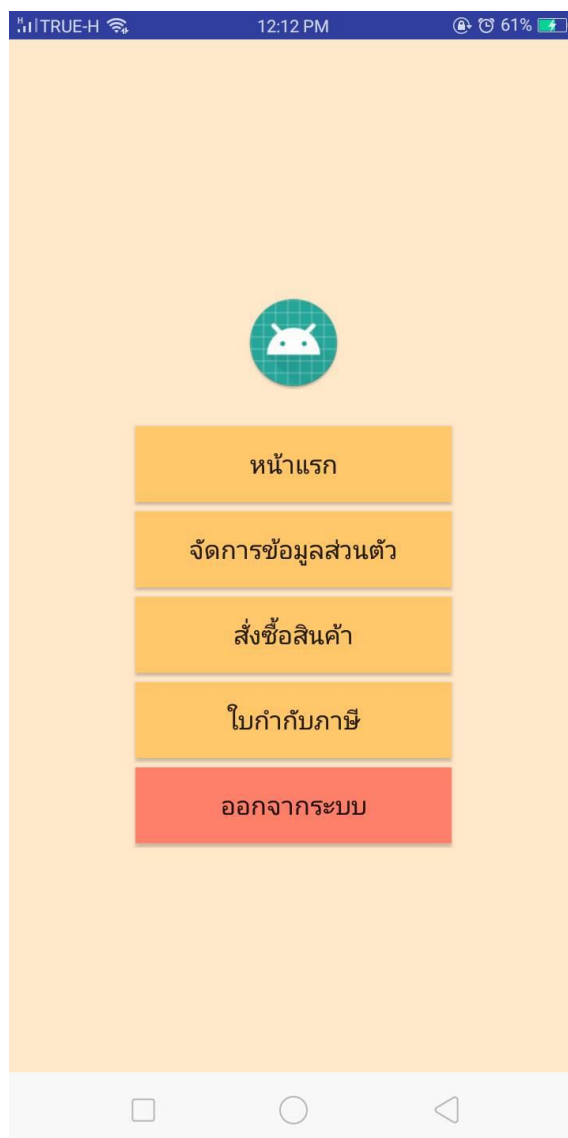 TRUE-H 12:12 PM 61%
หน้าแรก
จัดการข้อมูลส่วนตัว
สั่งซื้อสินค้า
ใบกำกับภาษี
ออกจากระบบ